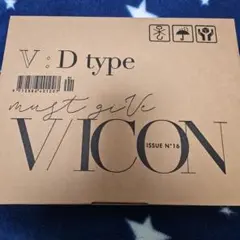 V:D type
must giVe
V/ICON
ISSUE N°16